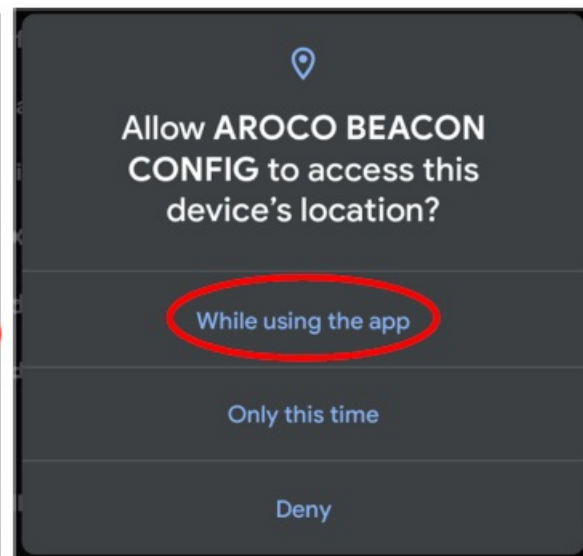 Allow AROCO BEACON
CONFIG to access this
device's location?
While using the app
Only this time
Deny